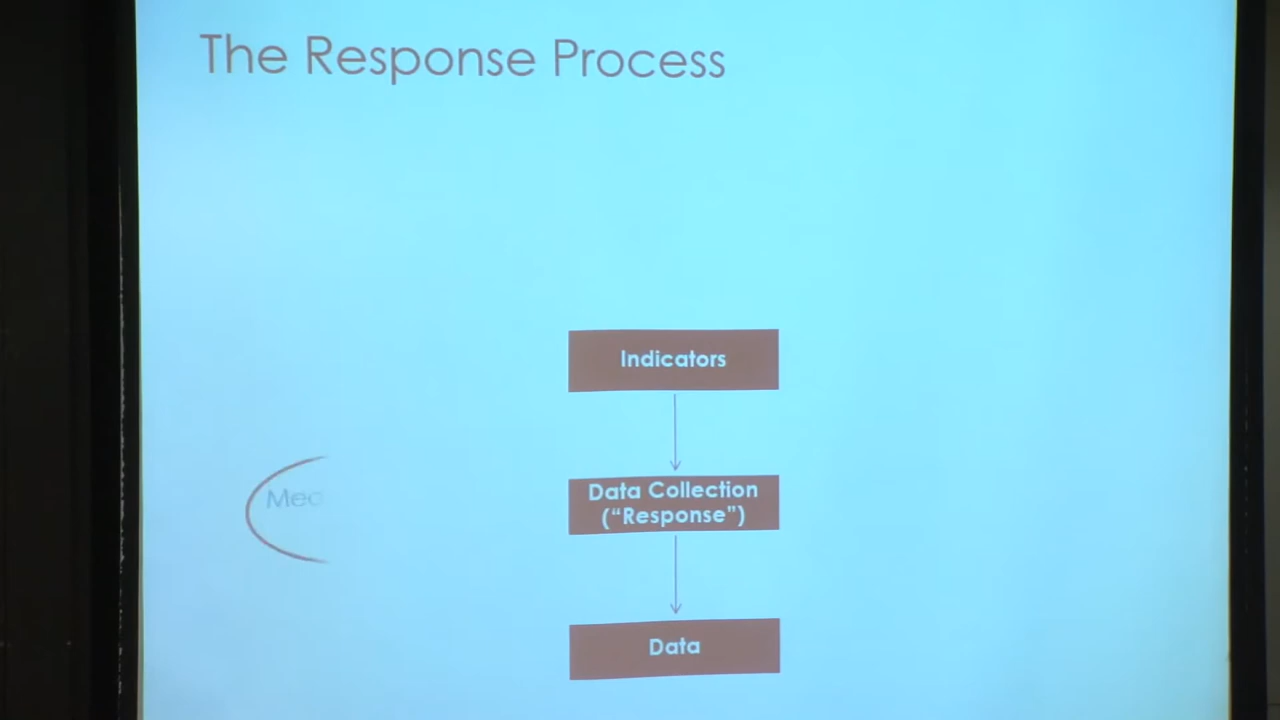 The Response Process
Indicators
Data Collection
(“Response”)
Data